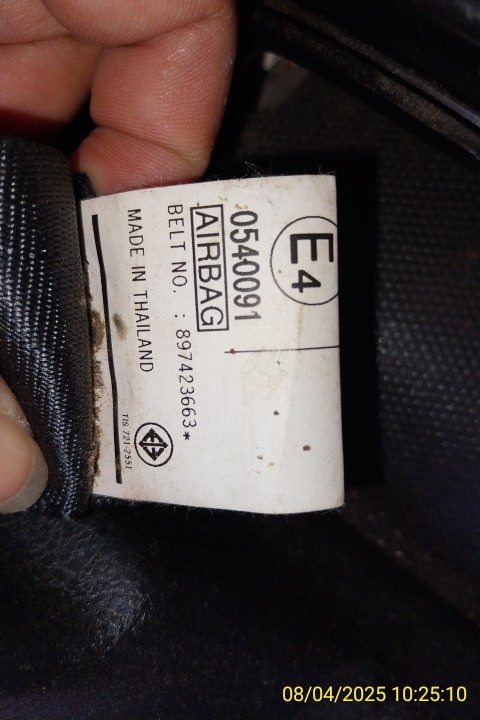 E4
0540091
AIRBAG
BELT NO. : 897423663*
MADE IN THAILAND
TIS 721-2551
08/04/2025 10:25:10